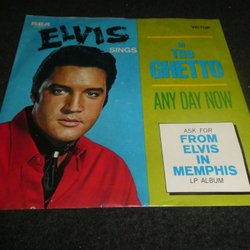 RCA
VICTOR
ELVIS
SINGS
IN
THE
GHETTO
ANY DAY NOW
ASK FOR
FROM
ELVIS
IN
MEMPHIS
LP ALBUM